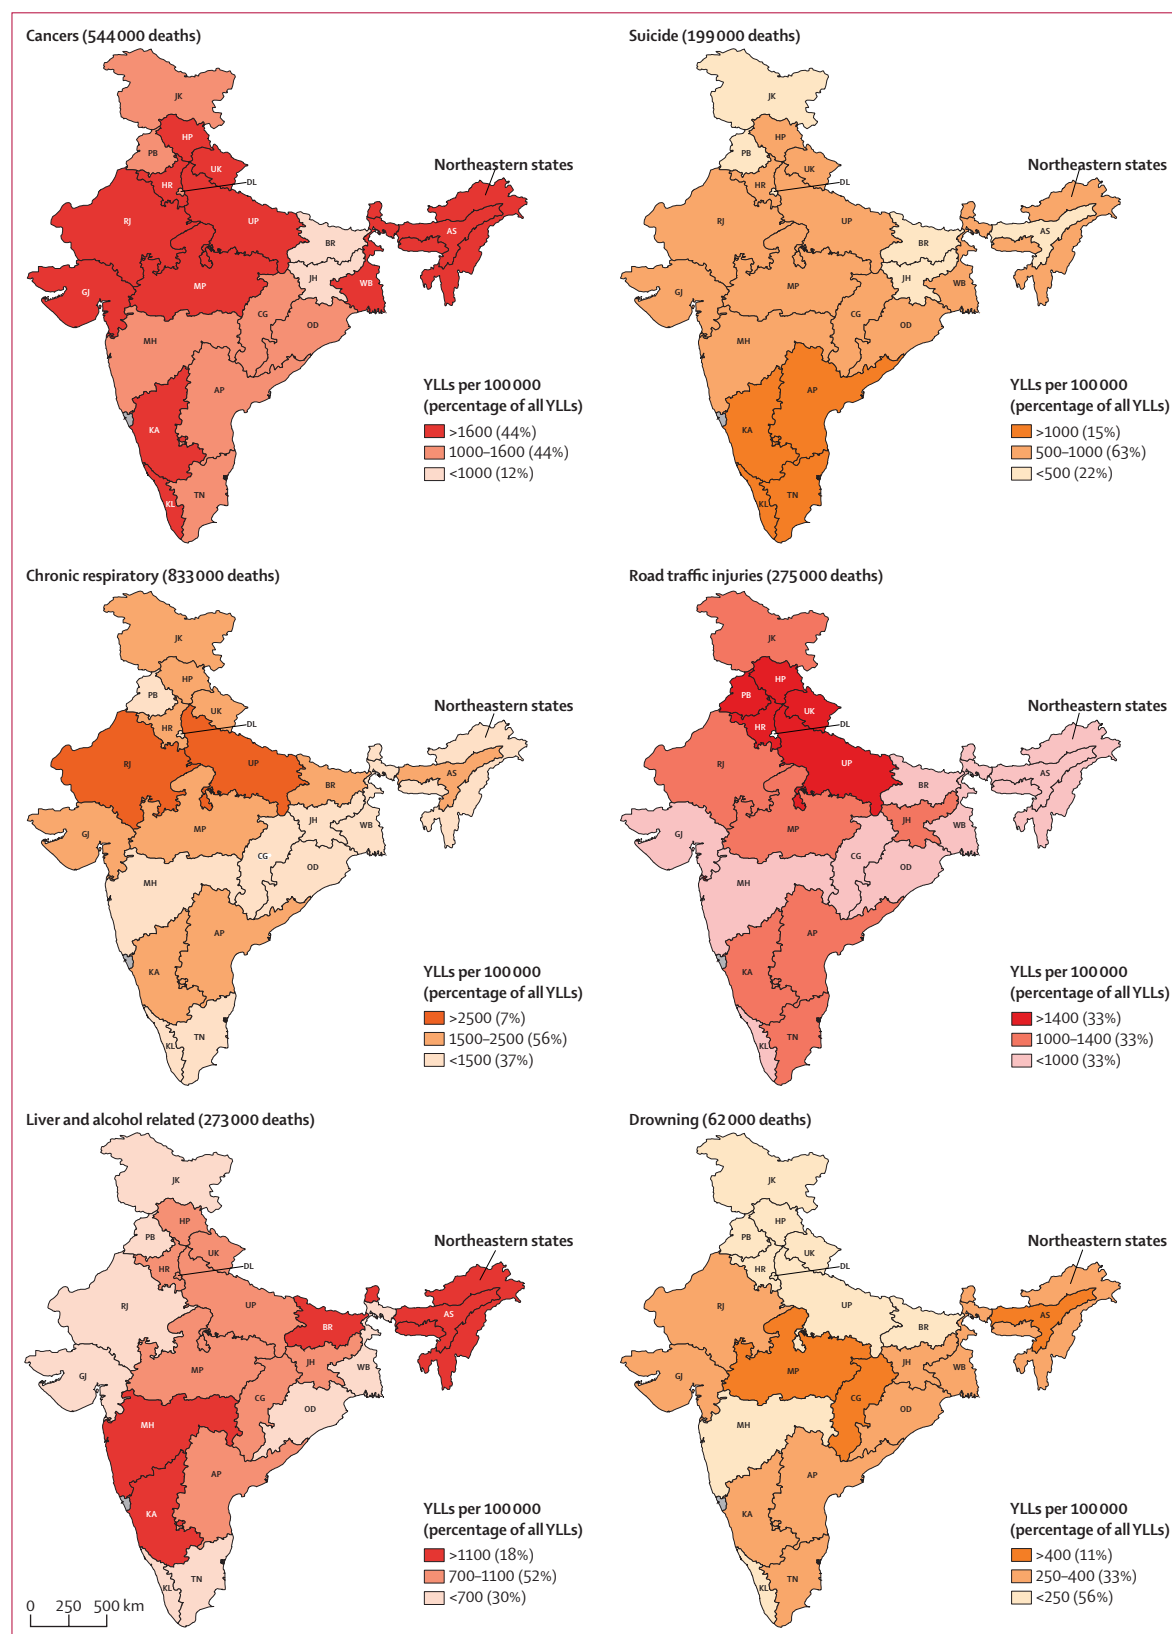 Cancers (544 000 deaths)
JK
HP
PB
UK
HR
DL
Northeastern states
RJ
UP
BR
AS
GJ
MP
JH
WB
CG
OD
MH
AP
KA
KL
TN
YLLs per 100 000
(percentage of all YLLs)
>1600 (44%)
1000–1600 (44%)
<1000 (12%)
Suicide (199 000 deaths)
JK
HP
PB
UK
HR
DL
Northeastern states
RJ
UP
BR
AS
GJ
MP
JH
WB
CG
OD
MH
AP
KA
KL
TN
YLLs per 100 000
(percentage of all YLLs)
>1000 (15%)
500–1000 (63%)
<500 (22%)
Chronic respiratory (833 000 deaths)
JK
HP
PB
UK
HR
DL
Northeastern states
RJ
UP
BR
AS
GJ
MP
JH
WB
CG
OD
MH
AP
KA
KL
TN
YLLs per 100 000
(percentage of all YLLs)
>2500 (7%)
1500–2500 (56%)
<1500 (37%)
Road traffic injuries (275 000 deaths)
JK
HP
PB
UK
HR
DL
Northeastern states
RJ
UP
BR
AS
GJ
MP
JH
WB
CG
OD
MH
AP
KA
KL
TN
YLLs per 100 000
(percentage of all YLLs)
>1400 (33%)
1000–1400 (33%)
<1000 (33%)
Liver and alcohol related (273 000 deaths)
JK
HP
PB
UK
HR
DL
Northeastern states
RJ
UP
BR
AS
GJ
MP
JH
WB
CG
OD
MH
AP
KA
KL
TN
YLLs per 100 000
(percentage of all YLLs)
>1100 (18%)
700–1100 (52%)
<700 (30%)
0 250 500 km
Drowning (62 000 deaths)
JK
HP
PB
UK
HR
DL
Northeastern states
RJ
UP
BR
AS
GJ
MP
JH
WB
CG
OD
MH
AP
KA
KL
TN
YLLs per 100 000
(percentage of all YLLs)
>400 (11%)
250–400 (33%)
<250 (56%)